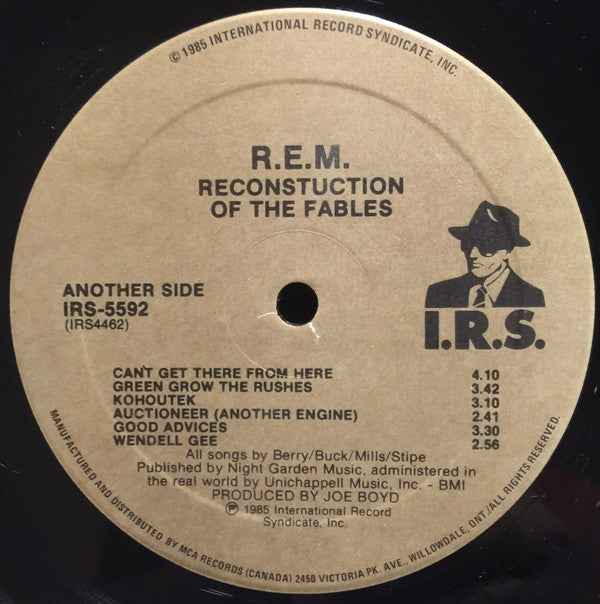 ©1985 INTERNATIONAL RECORD SYNDICATE, INC.
R.E.M.
RECONSTUCTION
OF THE FABLES
ANOTHER SIDE
IRS-5592
(IRS4462)
I.R.S.
CAN'T GET THERE FROM HERE 4.10
GREEN GROW THE RUSHES 3.42
KOHOUTEK 3.10
AUCTIONEER (ANOTHER ENGINE) 2.41
GOOD ADVICES 3.30
WENDELL GEE 2.56
All songs by Berry/Buck/Mills/Stipe
Published by Night Garden Music, administered in
the real world by Unichappell Music, Inc. - BMI
PRODUCED BY JOE BOYD
℗ 1985 International Record
Syndicate, Inc.
MANUFACTURED AND DISTRIBUTED BY MCA RECORDS (CANADA) 2450 VICTORIA PK. AVE., WILLOWDALE, ONT./ALL RIGHTS RESERVED.